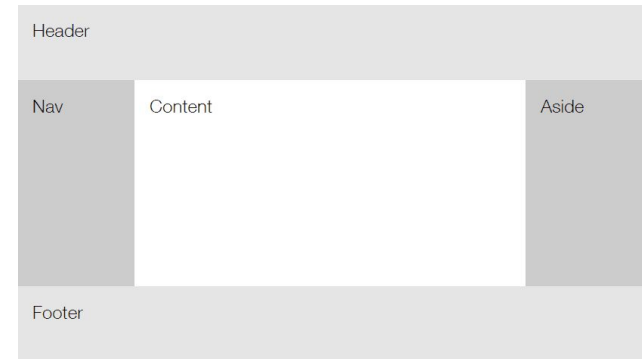 Header
Nav
Content
Aside
Footer